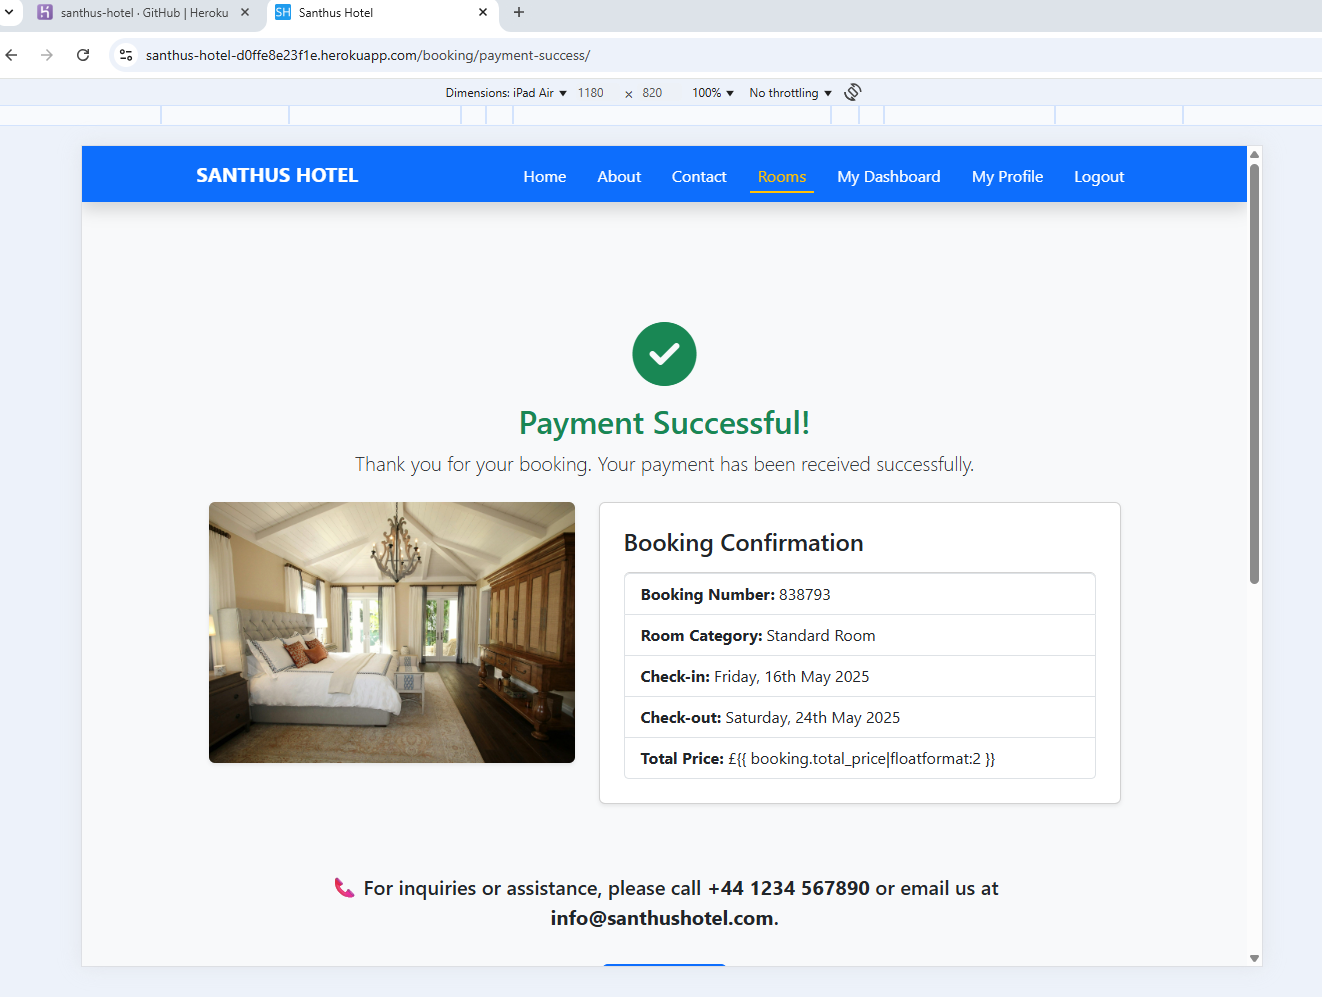 santhus-hotel · GitHub | Heroku
SH Santhus Hotel
santhus-hotel-d0ffe8e23f1e.herokuapp.com/booking/payment-success/
Dimensions: iPad Air 1180 × 820 100% No throttling
SANTHUS HOTEL Home About Contact Rooms My Dashboard My Profile Logout
Payment Successful!
Thank you for your booking. Your payment has been received successfully.
Booking Confirmation
Booking Number: 838793
Room Category: Standard Room
Check-in: Friday, 16th May 2025
Check-out: Saturday, 24th May 2025
Total Price: £{{ booking.total_price|floatformat:2 }}
For inquiries or assistance, please call +44 1234 567890 or email us at
info@santhushotel.com.